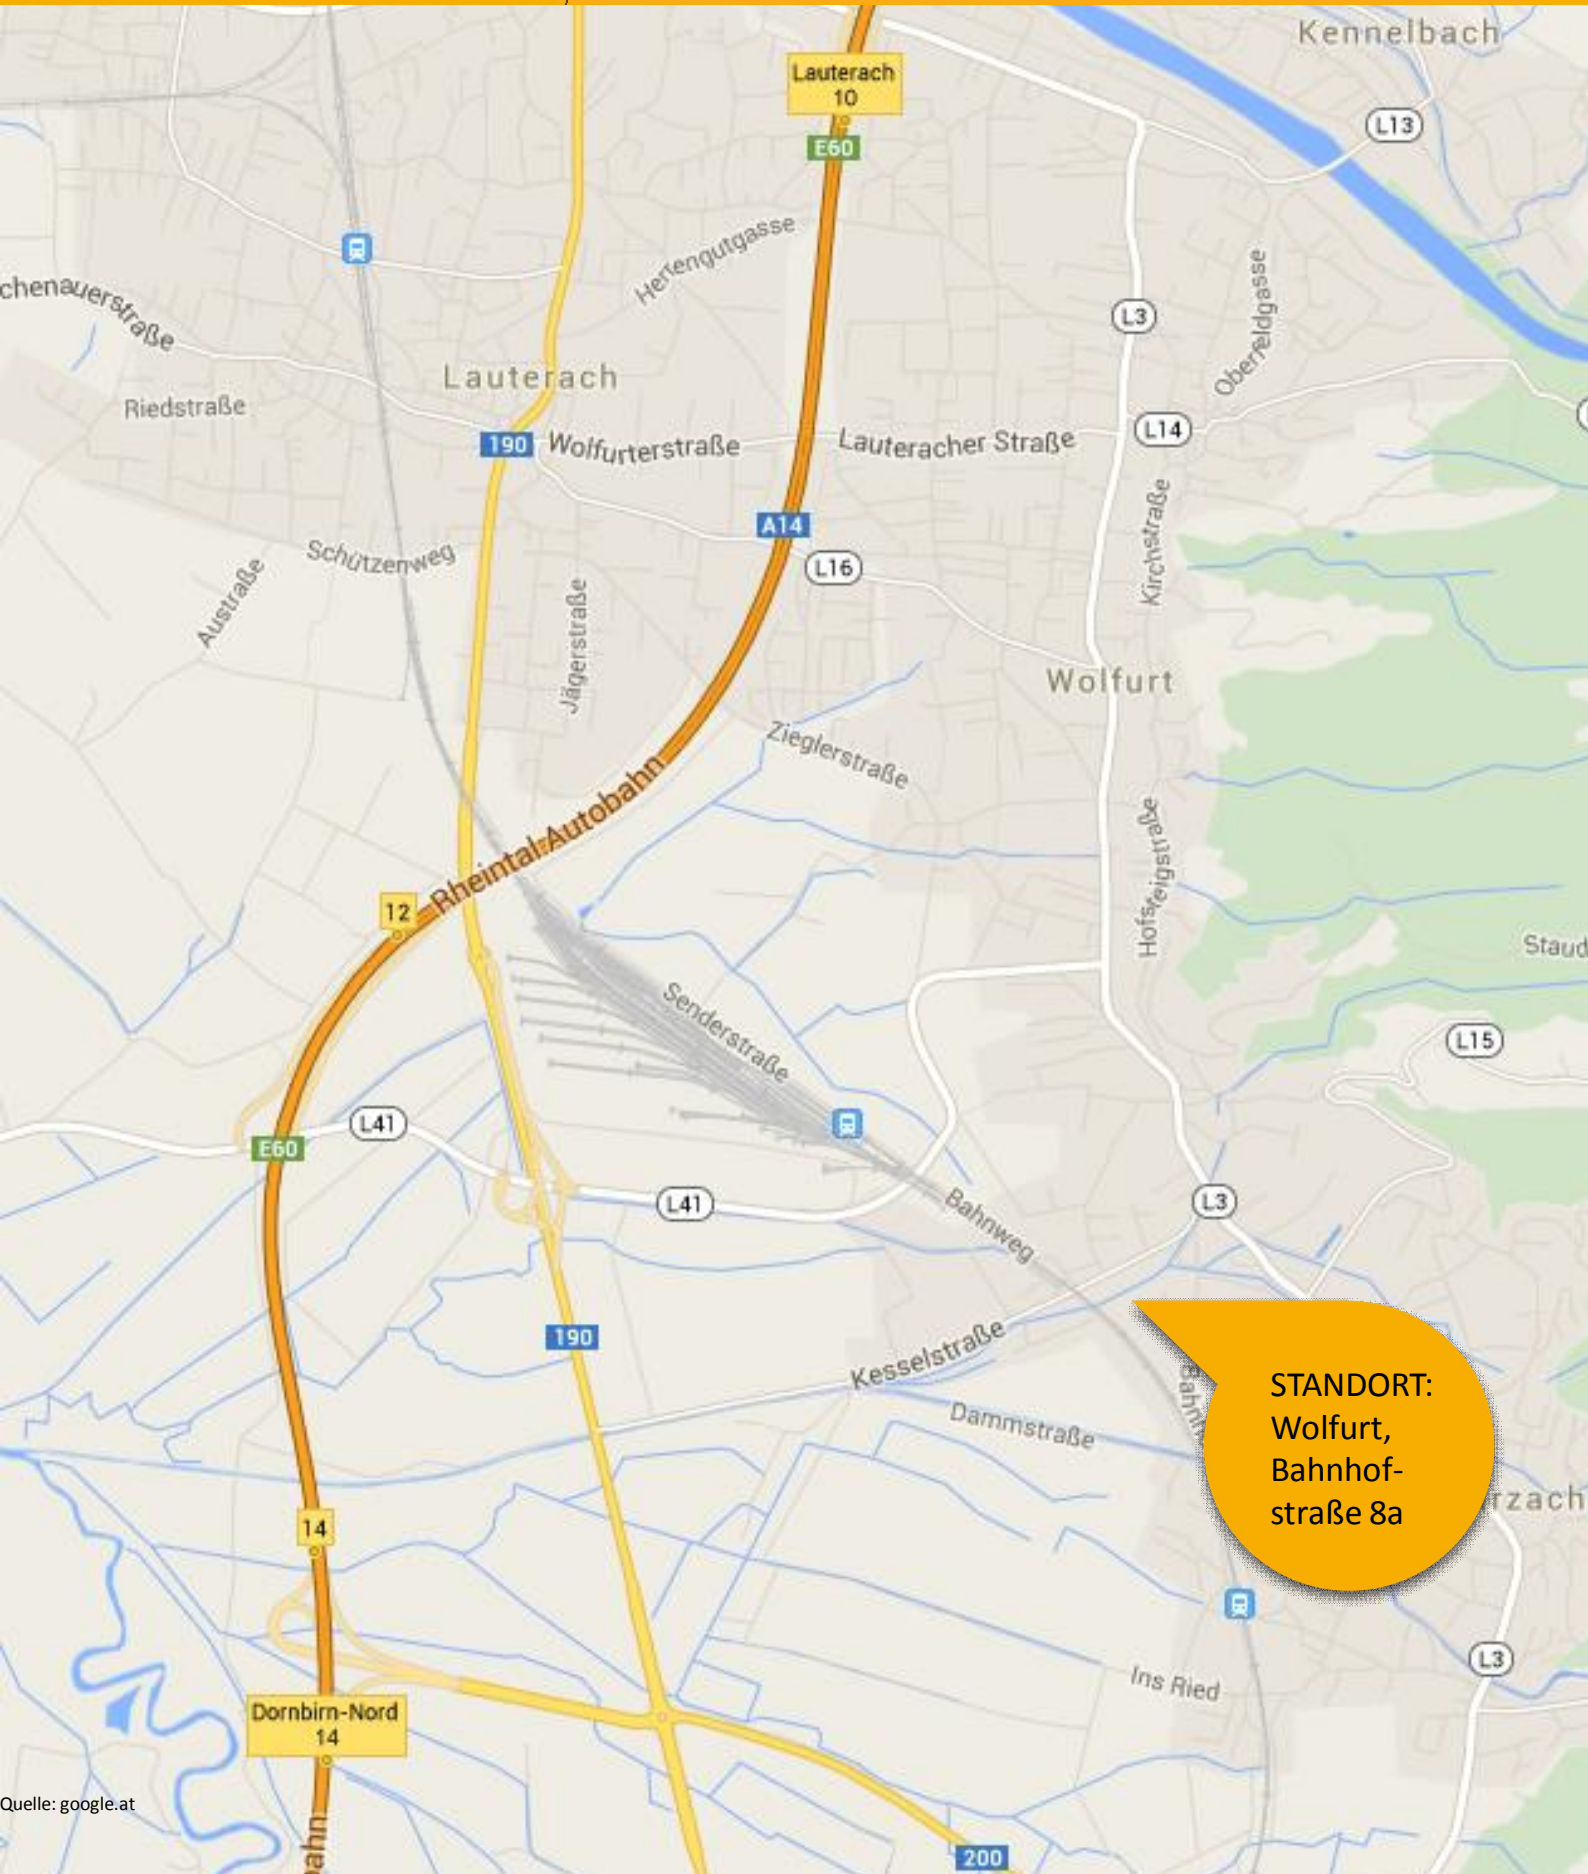 Kennelbach
Lauterach
10
L13
E60
Herrengutgasse
chenauerstraße
L3
Oberfeldgasse
Lauterach
Riedstraße
190
Wolfurterstraße
Lauteracher Straße
L14
A14
Kirchstraße
Schützenweg
L16
Austraße
Jägerstraße
Wolfurt
Zieglerstraße
Rheintal Autobahn
Hofsteigstraße
12
Staud
Senderstraße
L15
L41
E60
L41
L3
Bahnweg
190
Kesselstraße
STANDORT:
Wolfurt,
Bahnhof-
straße 8a
Dammstraße
rzach
14
L3
Ins Ried
Dornbirn-Nord
14
Quelle: google.at
ahn
200